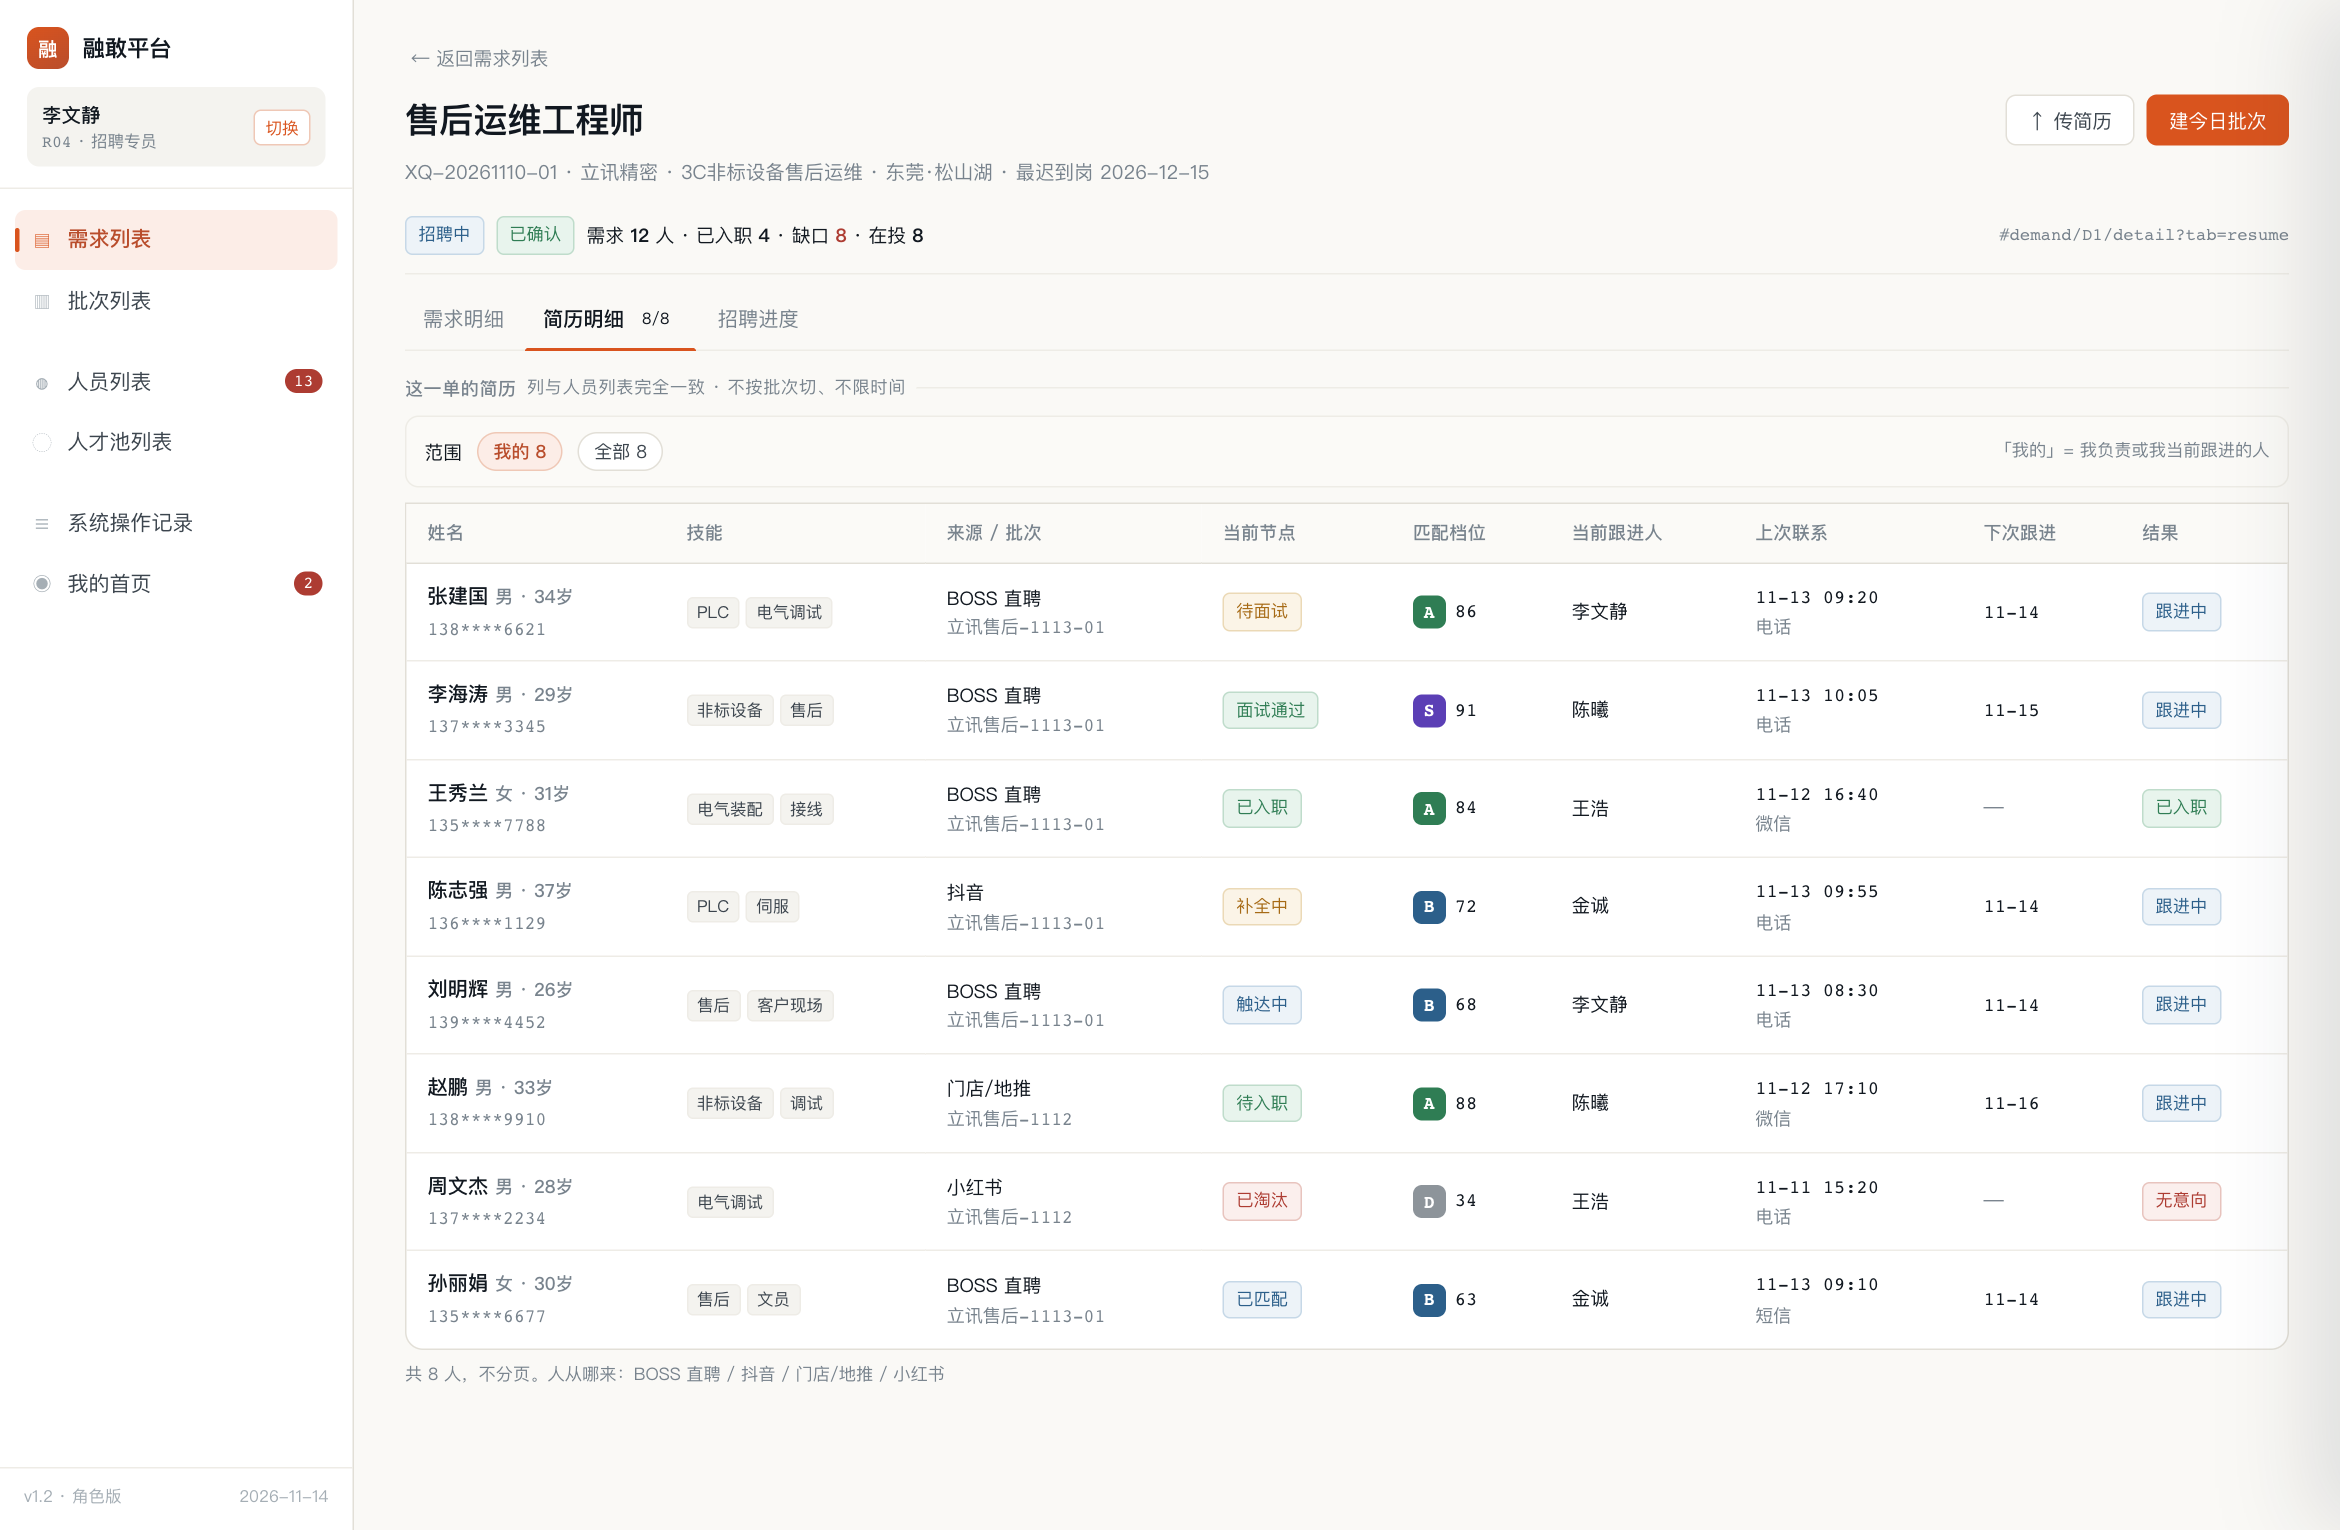 融 融敢平台
李文静
R04 · 招聘专员
切换
需求列表
批次列表
人员列表 13
人才池列表
系统操作记录
我的首页 2
v1.2 · 角色版 2026-11-14
← 返回需求列表
售后运维工程师
↑ 传简历 建今日批次
XQ-20261110-01 · 立讯精密 · 3C非标设备售后运维 · 东莞·松山湖 · 最迟到岗 2026-12-15
招聘中 已确认 需求 12 人 · 已入职 4 · 缺口 8 · 在投 8 #demand/D1/detail?tab=resume
需求明细 简历明细 8/8 招聘进度
这一单的简历 列与人员列表完全一致 · 不按批次切、不限时间
范围 我的 8 全部 8 「我的」= 我负责或我当前跟进的人
姓名 技能 来源 / 批次 当前节点 匹配档位 当前跟进人 上次联系 下次跟进 结果
张建国 男 · 34岁 PLC 电气调试 BOSS 直聘 待面试 A 86 李文静 11-13 09:20 11-14 跟进中
138****6621 立讯售后-1113-01 电话
李海涛 男 · 29岁 非标设备 售后 BOSS 直聘 面试通过 S 91 陈曦 11-13 10:05 11-15 跟进中
137****3345 立讯售后-1113-01 电话
王秀兰 女 · 31岁 电气装配 接线 BOSS 直聘 已入职 A 84 王浩 11-12 16:40 — 已入职
135****7788 立讯售后-1113-01 微信
陈志强 男 · 37岁 PLC 伺服 抖音 补全中 B 72 金诚 11-13 09:55 11-14 跟进中
136****1129 立讯售后-1113-01 电话
刘明辉 男 · 26岁 售后 客户现场 BOSS 直聘 触达中 B 68 李文静 11-13 08:30 11-14 跟进中
139****4452 立讯售后-1113-01 电话
赵鹏 男 · 33岁 非标设备 调试 门店/地推 待入职 A 88 陈曦 11-12 17:10 11-16 跟进中
138****9910 立讯售后-1112 微信
周文杰 男 · 28岁 电气调试 小红书 已淘汰 D 34 王浩 11-11 15:20 — 无意向
137****2234 立讯售后-1112 电话
孙丽娟 女 · 30岁 售后 文员 BOSS 直聘 已匹配 B 63 金诚 11-13 09:10 11-14 跟进中
135****6677 立讯售后-1113-01 短信
共 8 人，不分页。人从哪来：BOSS 直聘 / 抖音 / 门店/地推 / 小红书